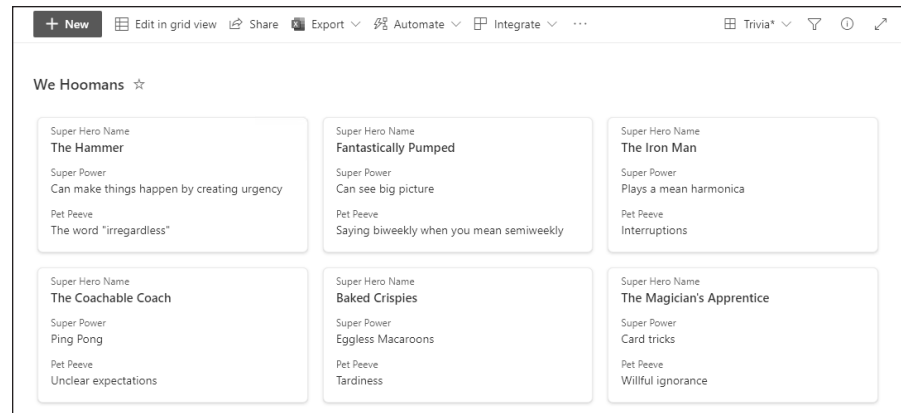 New Edit in grid view Share Export Automate Integrate ... Trivia*
We Hoomans
Super Hero Name
The Hammer
Super Power
Can make things happen by creating urgency
Pet Peeve
The word "irregardless"
Super Hero Name
Fantastically Pumped
Super Power
Can see big picture
Pet Peeve
Saying biweekly when you mean semiweekly
Super Hero Name
The Iron Man
Super Power
Plays a mean harmonica
Pet Peeve
Interruptions
Super Hero Name
The Coachable Coach
Super Power
Ping Pong
Pet Peeve
Unclear expectations
Super Hero Name
Baked Crispies
Super Power
Eggless Macaroons
Pet Peeve
Tardiness
Super Hero Name
The Magician's Apprentice
Super Power
Card tricks
Pet Peeve
Willful ignorance